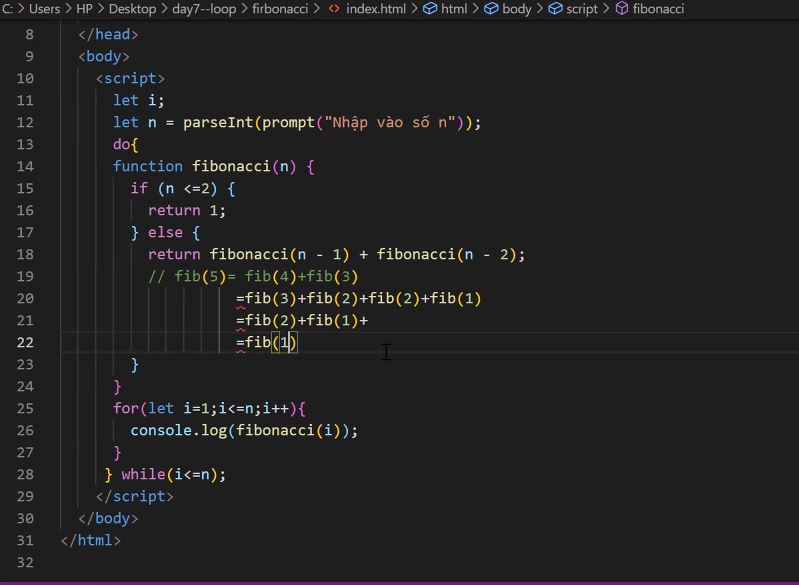 C: > Users > HP > Desktop > day7--loop > firbonacci > <> index.html > html > body > script > fibonacci
8 </head>
9 <body>
10 <script>
11 let i;
12 let n = parseInt(prompt("Nhập vào số n"));
13 do{
14 function fibonacci(n) {
15 if (n <=2) {
16 return 1;
17 } else {
18 return fibonacci(n - 1) + fibonacci(n - 2);
19 // fib(5)= fib(4)+fib(3)
20 =fib(3)+fib(2)+fib(2)+fib(1)
21 =fib(2)+fib(1)+
22 =fib(1)
23 }
24 }
25 for(let i=1;i<=n;i++){
26 console.log(fibonacci(i));
27 }
28 } while(i<=n);
29 </script>
30 </body>
31 </html>
32